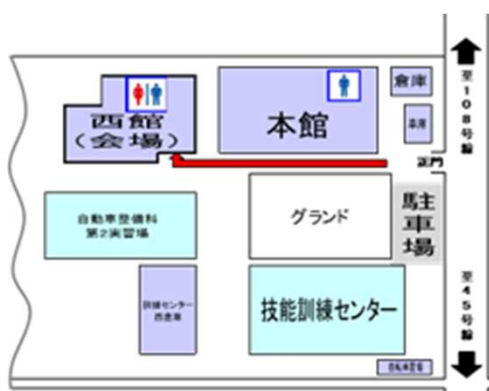 至108号線
倉庫
車庫
本館
西館
(会場)
正門
自動車整備科
第2実習場
グランド
駐車場
訓練センター
西倉庫
技能訓練センター
至45号線